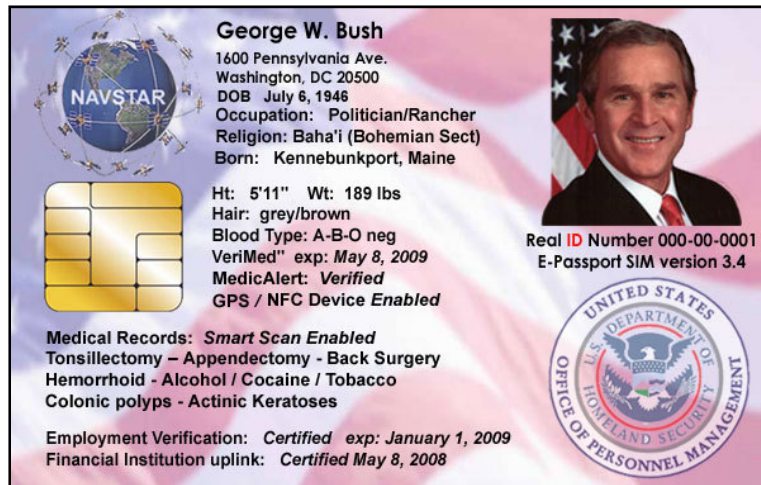 George W. Bush
1600 Pennsylvania Ave.
Washington, DC 20500
DOB July 6, 1946
Occupation: Politician/Rancher
Religion: Baha'i (Bohemian Sect)
Born: Kennebunkport, Maine
NAVSTAR
Ht: 5'11" Wt: 189 lbs
Hair: grey/brown
Blood Type: A-B-O neg
VeriMed" exp: May 8, 2009
MedicAlert: Verified
GPS / NFC Device Enabled
Real ID Number 000-00-0001
E-Passport SIM version 3.4
Medical Records: Smart Scan Enabled
Tonsillectomy – Appendectomy - Back Surgery
Hemorrhoid - Alcohol / Cocaine / Tobacco
Colonic polyps - Actinic Keratoses
Employment Verification: Certified exp: January 1, 2009
Financial Institution uplink: Certified May 8, 2008
UNITED STATES
OFFICE OF PERSONNEL MANAGEMENT
U.S. DEPARTMENT OF
HOMELAND SECURITY